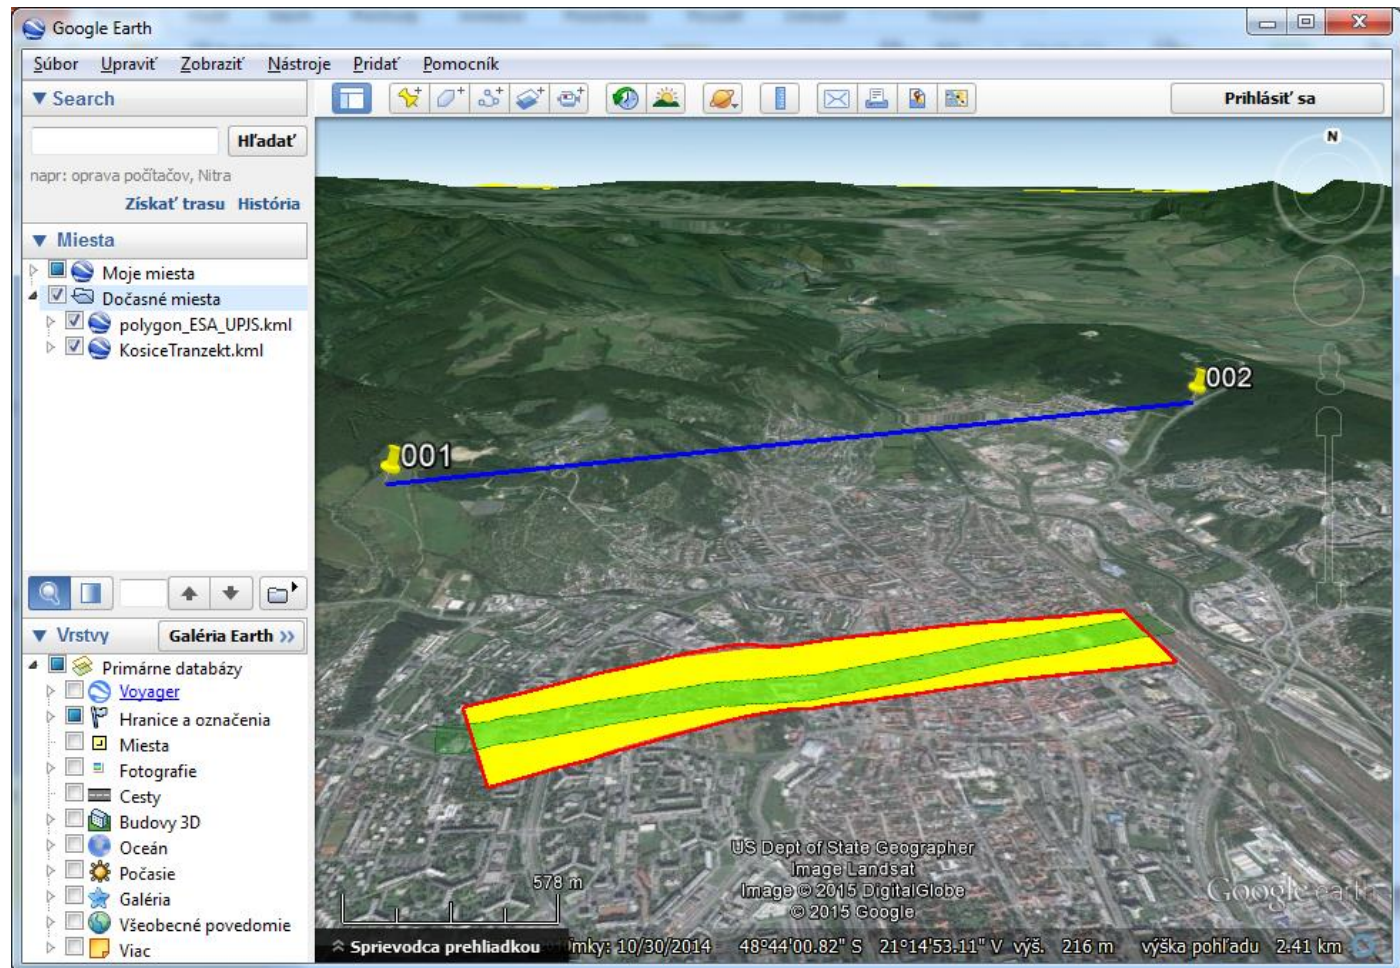 Google Earth
Súbor Upraviť Zobraziť Nástroje Pridať Pomocník
Search
Prihlásiť sa
Hľadať
napr: oprava počítačov, Nitra
Získať trasu História
Miesta
Moje miesta
Dočasné miesta
polygon_ESA_UPJS.kml
KosiceTranzekt.kml
N
002
001
Vrstvy Galéria Earth >>
Primárne databázy
Voyager
Hranice a označenia
Miesta
Fotografie
Cesty
Budovy 3D
Oceán
Počasie
Galéria
Všeobecné povedomie
Viac
578 m
US Dept of State Geographer
Image Landsat
Image © 2015 DigitalGlobe
© 2015 Google
Google earth
Sprievodca prehliadkou mky: 10/30/2014 48°44'00.82" S 21°14'53.11" V výš. 216 m výška pohľadu 2.41 km